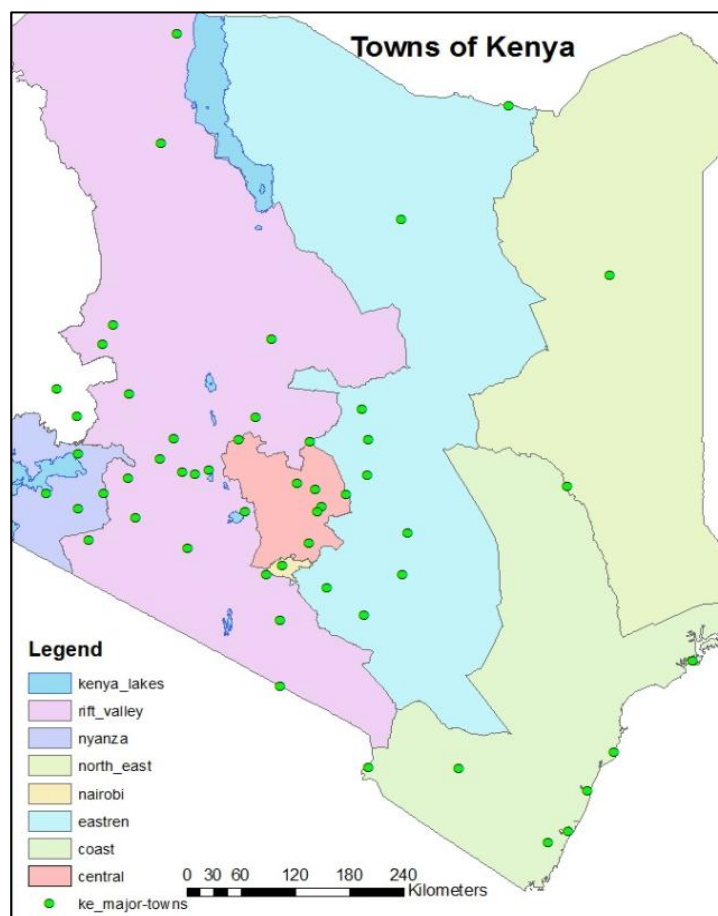 Towns of Kenya
Legend
kenya_lakes
rift_valley
nyanza
north_east
nairobi
eastren
coast
central
ke_major-towns
0 30 60 120 180 240
Kilometers